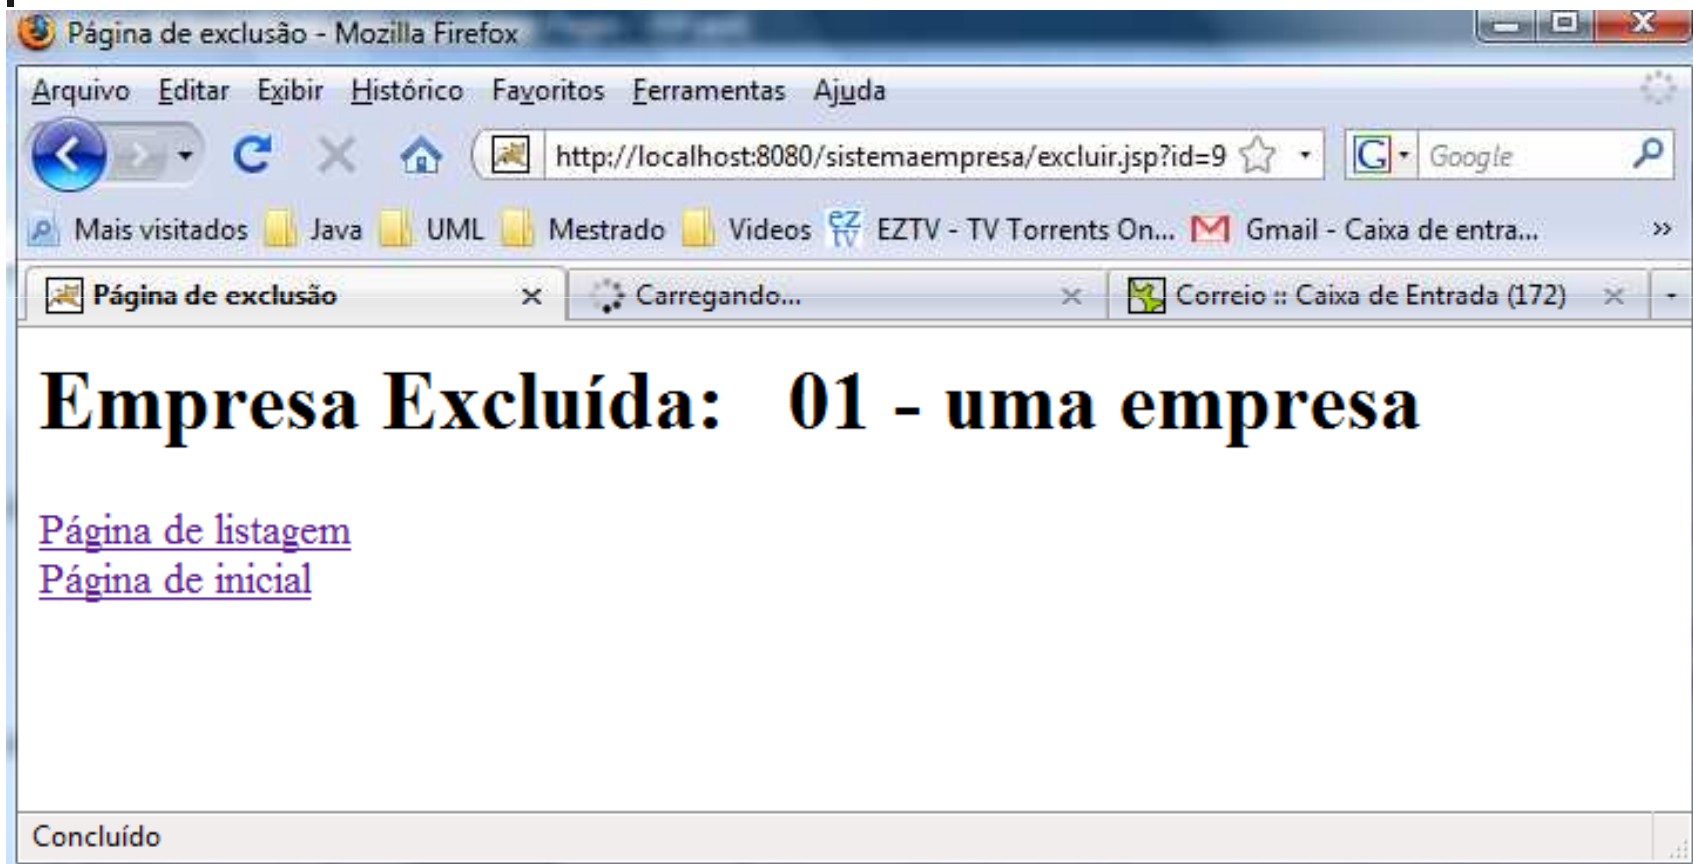 Página de exclusão - Mozilla Firefox
Arquivo Editar Exibir Histórico Favoritos Ferramentas Ajuda
http://localhost:8080/sistemaempresa/excluir.jsp?id=9 G Google
Mais visitados Java UML Mestrado Videos ez tv EZTV - TV Torrents On... Gmail - Caixa de entra... »
Página de exclusão Carregando... Correio :: Caixa de Entrada (172)
Empresa Excluída: 01 - uma empresa
Página de listagem
Página de inicial
Concluído